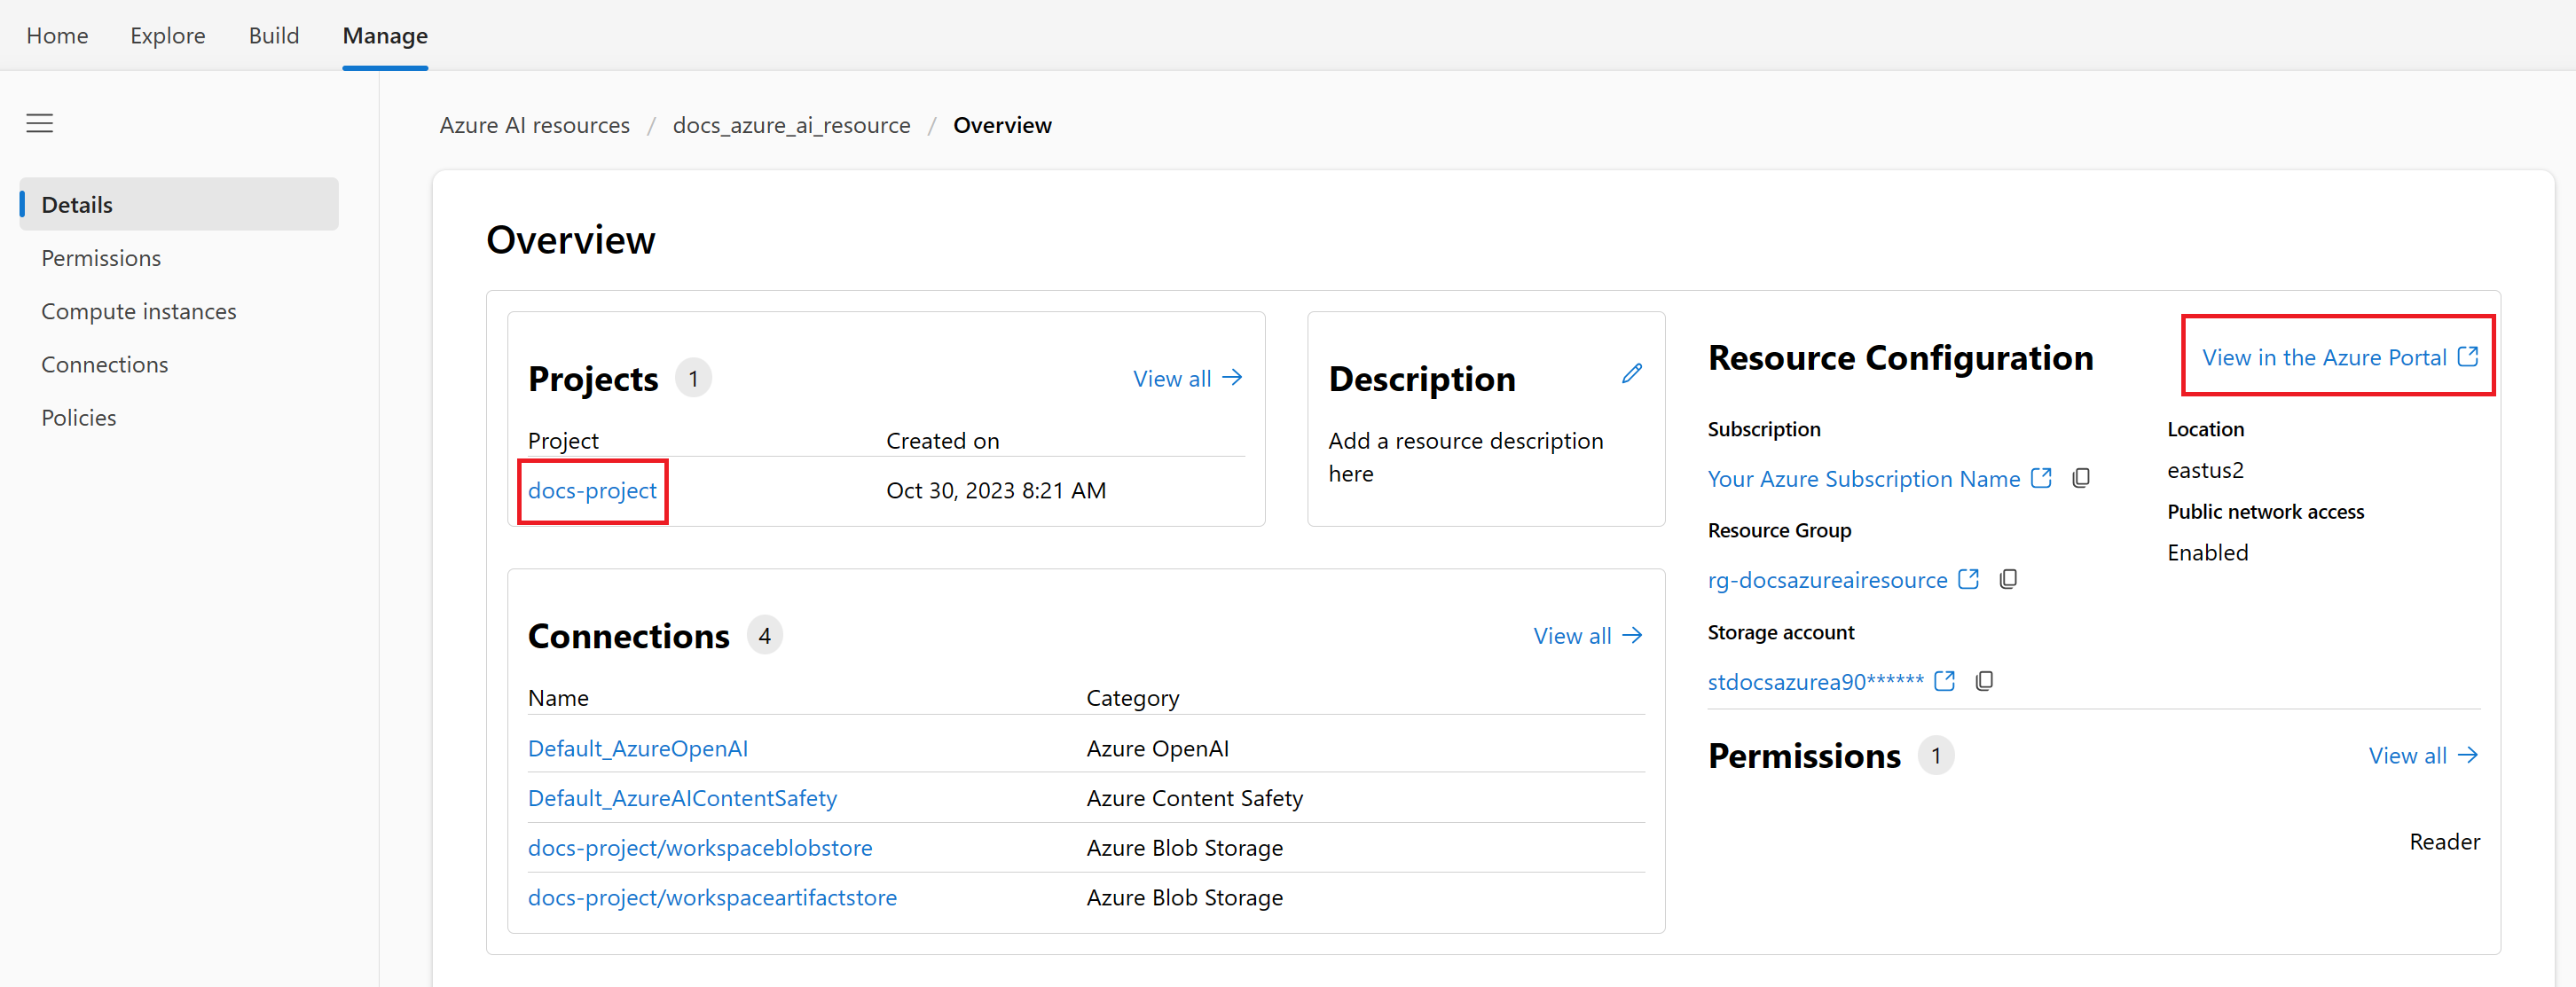 Home Explore Build Manage
Azure AI resources / docs_azure_ai_resource / Overview
Details
Permissions
Compute instances
Connections
Policies
Overview
Projects 1 View all
Project Created on
docs-project Oct 30, 2023 8:21 AM
Description
Add a resource description
here
Connections 4 View all
Name Category
Default_AzureOpenAI Azure OpenAI
Default_AzureAIContentSafety Azure Content Safety
docs-project/workspaceblobstore Azure Blob Storage
docs-project/workspaceartifactstore Azure Blob Storage
Resource Configuration View in the Azure Portal
Subscription
Your Azure Subscription Name
Resource Group
rg-docsazureairesource
Storage account
stdocsazurea90******
Location
eastus2
Public network access
Enabled
Permissions 1 View all
Reader